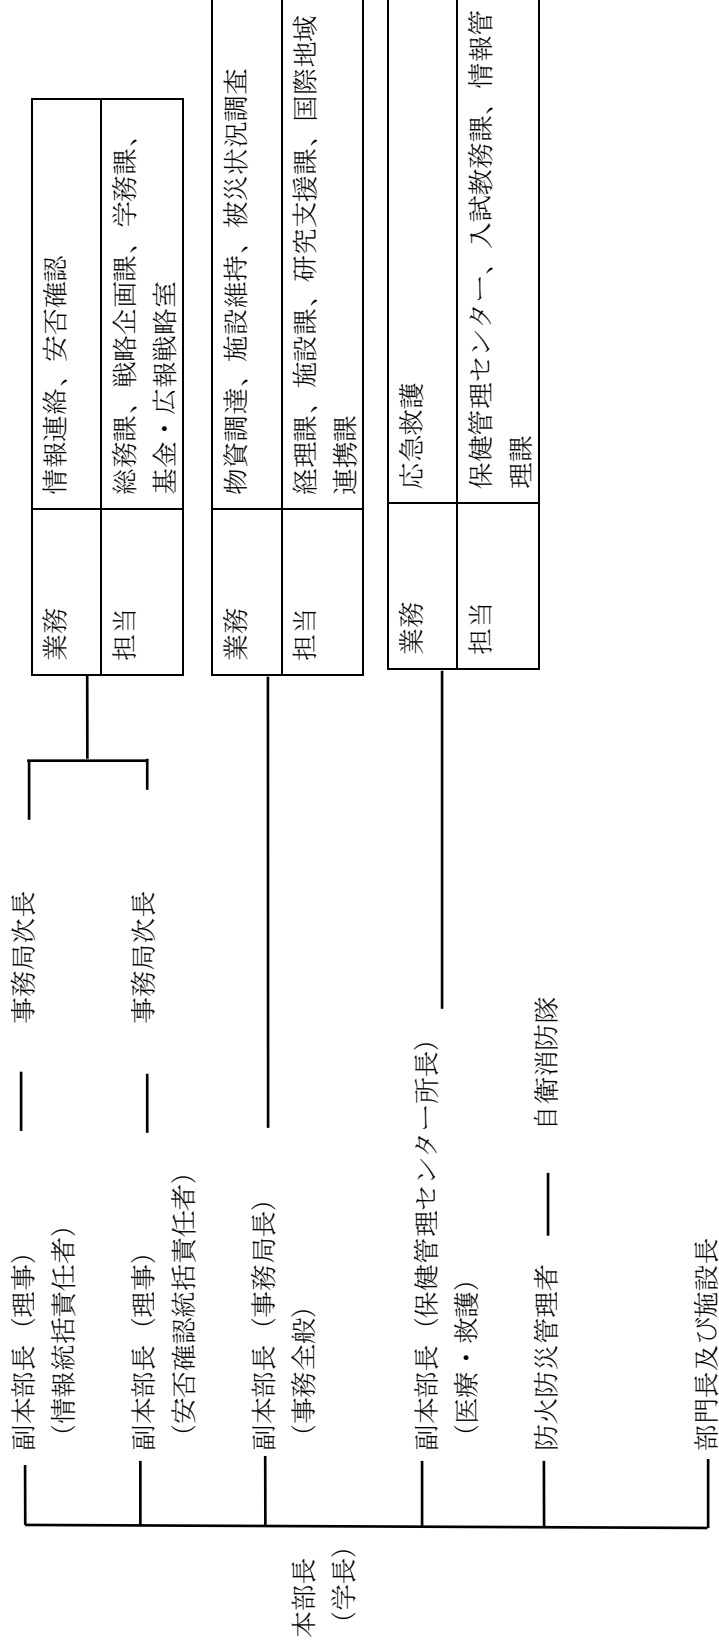 本部長
（学長）
副本部長（理事）
（情報統括責任者）
事務局次長
副本部長（理事）
（安否確認統括責任者）
事務局次長
業務
情報連絡、安否確認
担当
総務課、戦略企画課、学務課、
基金・広報戦略室
副本部長（事務局長）
（事務全般）
業務
物資調達、施設維持、被災状況調査
担当
経理課、施設課、研究支援課、国際地域
連携課
副本部長（保健管理センター所長）
（医療・救護）
業務
応急救護
担当
保健管理センター、入試教務課、情報管
理課
防火防災管理者
自衛消防隊
部門長及び施設長